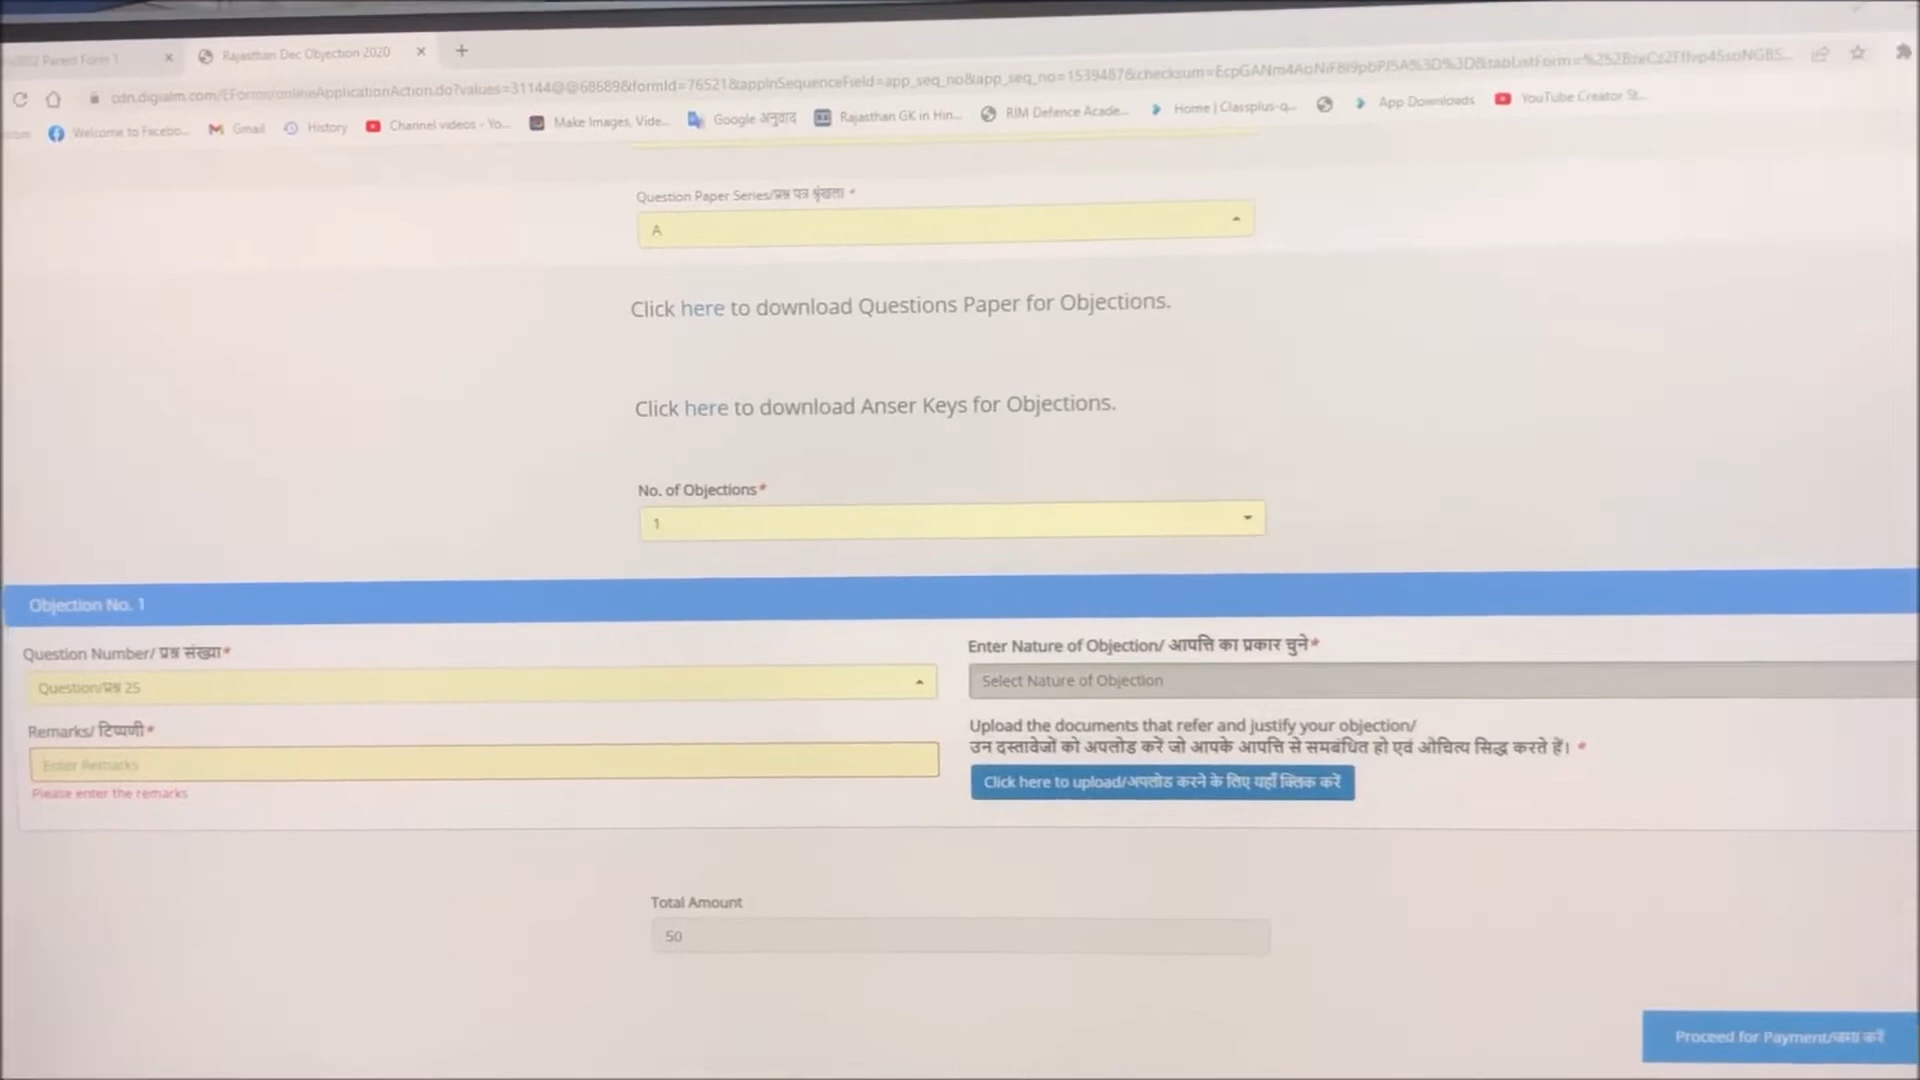 Parent Form 1
Rajasthan Dec Objection 2020
Welcome to Facebo...
Gmail
History
Channel videos - Yo...
Make Images, Vide...
Google अनुवाद
Rajasthan GK in Hin...
RIM Defence Acade...
Home | Classplus-q...
App Downloads
YouTube Creator St...
Question Paper Series/प्रश्न पत्र श्रृंखला *
A
Click here to download Questions Paper for Objections.
Click here to download Anser Keys for Objections.
No. of Objections*
1
Objection No. 1
Question Number/ प्रश्न संख्या*
Question/प्रश्न 25
Enter Nature of Objection/ आपत्ति का प्रकार चुने*
Select Nature of Objection
Remarks/ टिप्पणी*
Enter Remarks
Please enter the remarks
Upload the documents that refer and justify your objection/
उन दस्तावेजों को अपलोड करें जो आपके आपत्ति से समबंधित हो एवं औचित्य सिद्ध करते हैं। *
Click here to upload/अपलोड करने के लिए यहाँ क्लिक करें
Total Amount
50
Proceed for Payment/जमा करें